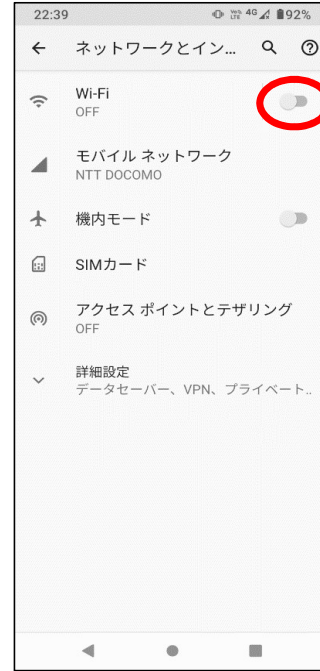 22:39
4G 92%
ネットワークとイン…
Wi-Fi
OFF
モバイル ネットワーク
NTT DOCOMO
機内モード
SIMカード
アクセス ポイントとテザリング
OFF
詳細設定
データセーバー、VPN、プライベート..